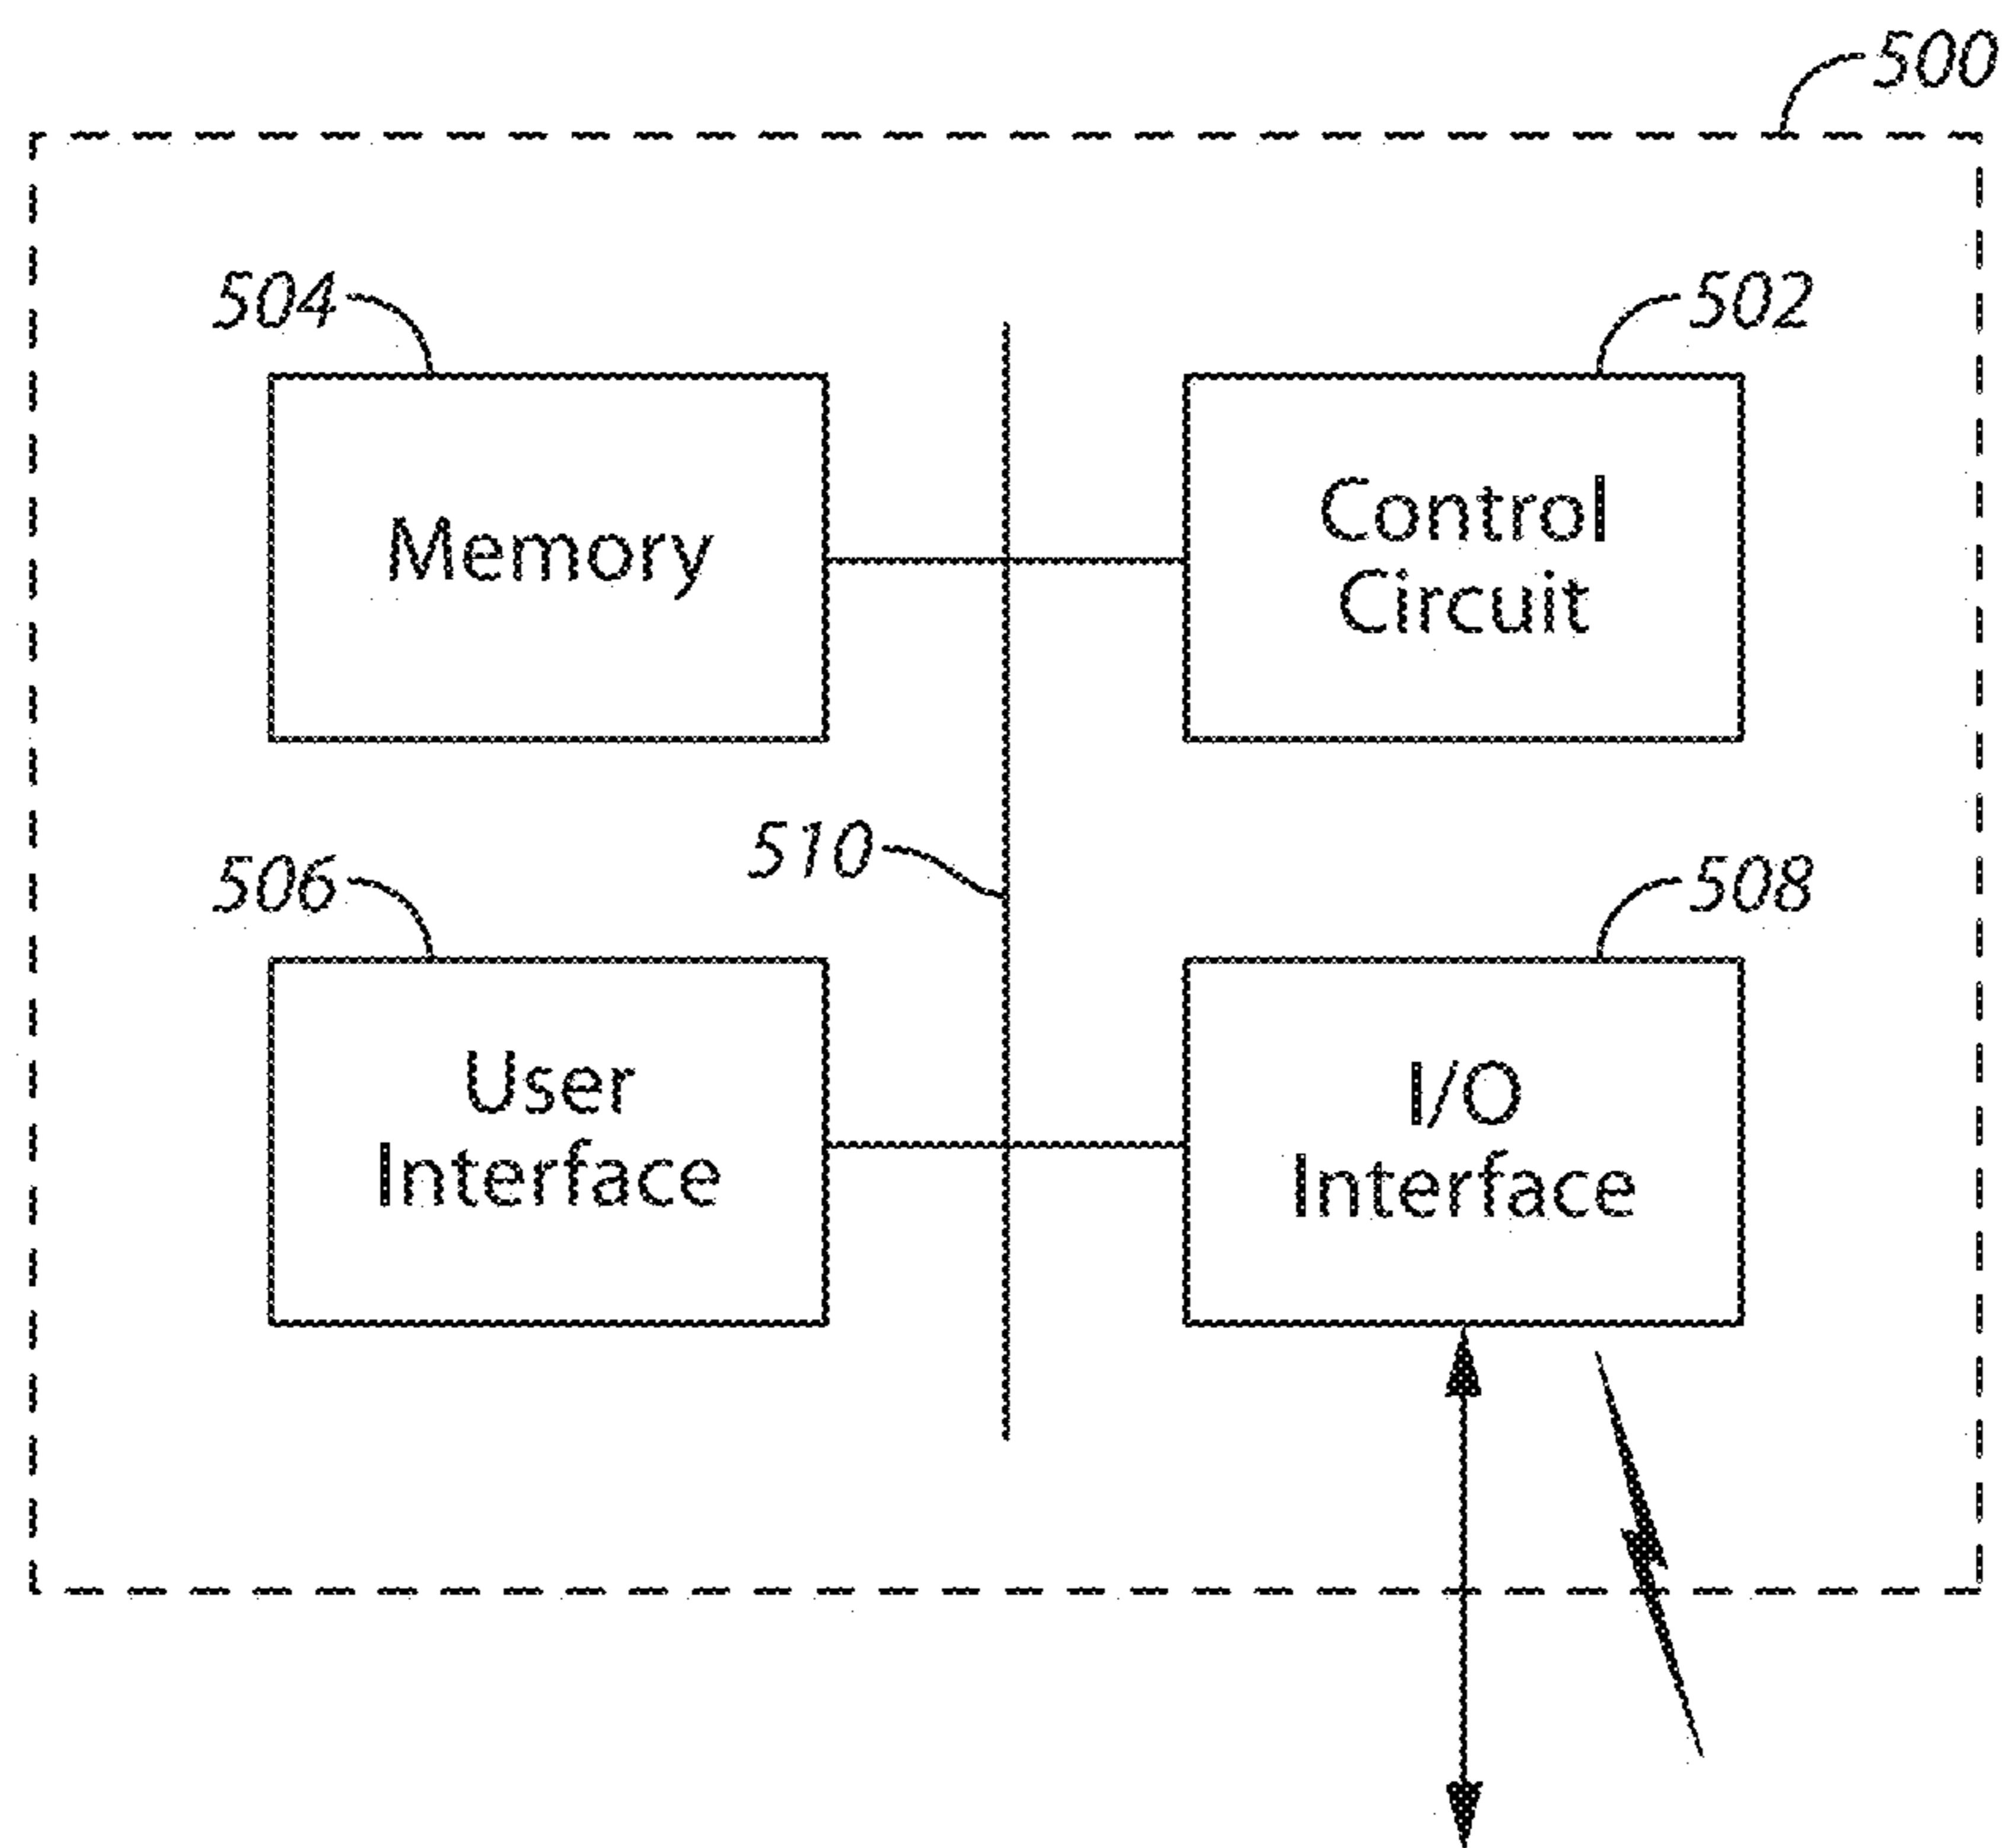 500
504
502
Memory
Control
Circuit
510
506
508
User
Interface
I/O
Interface